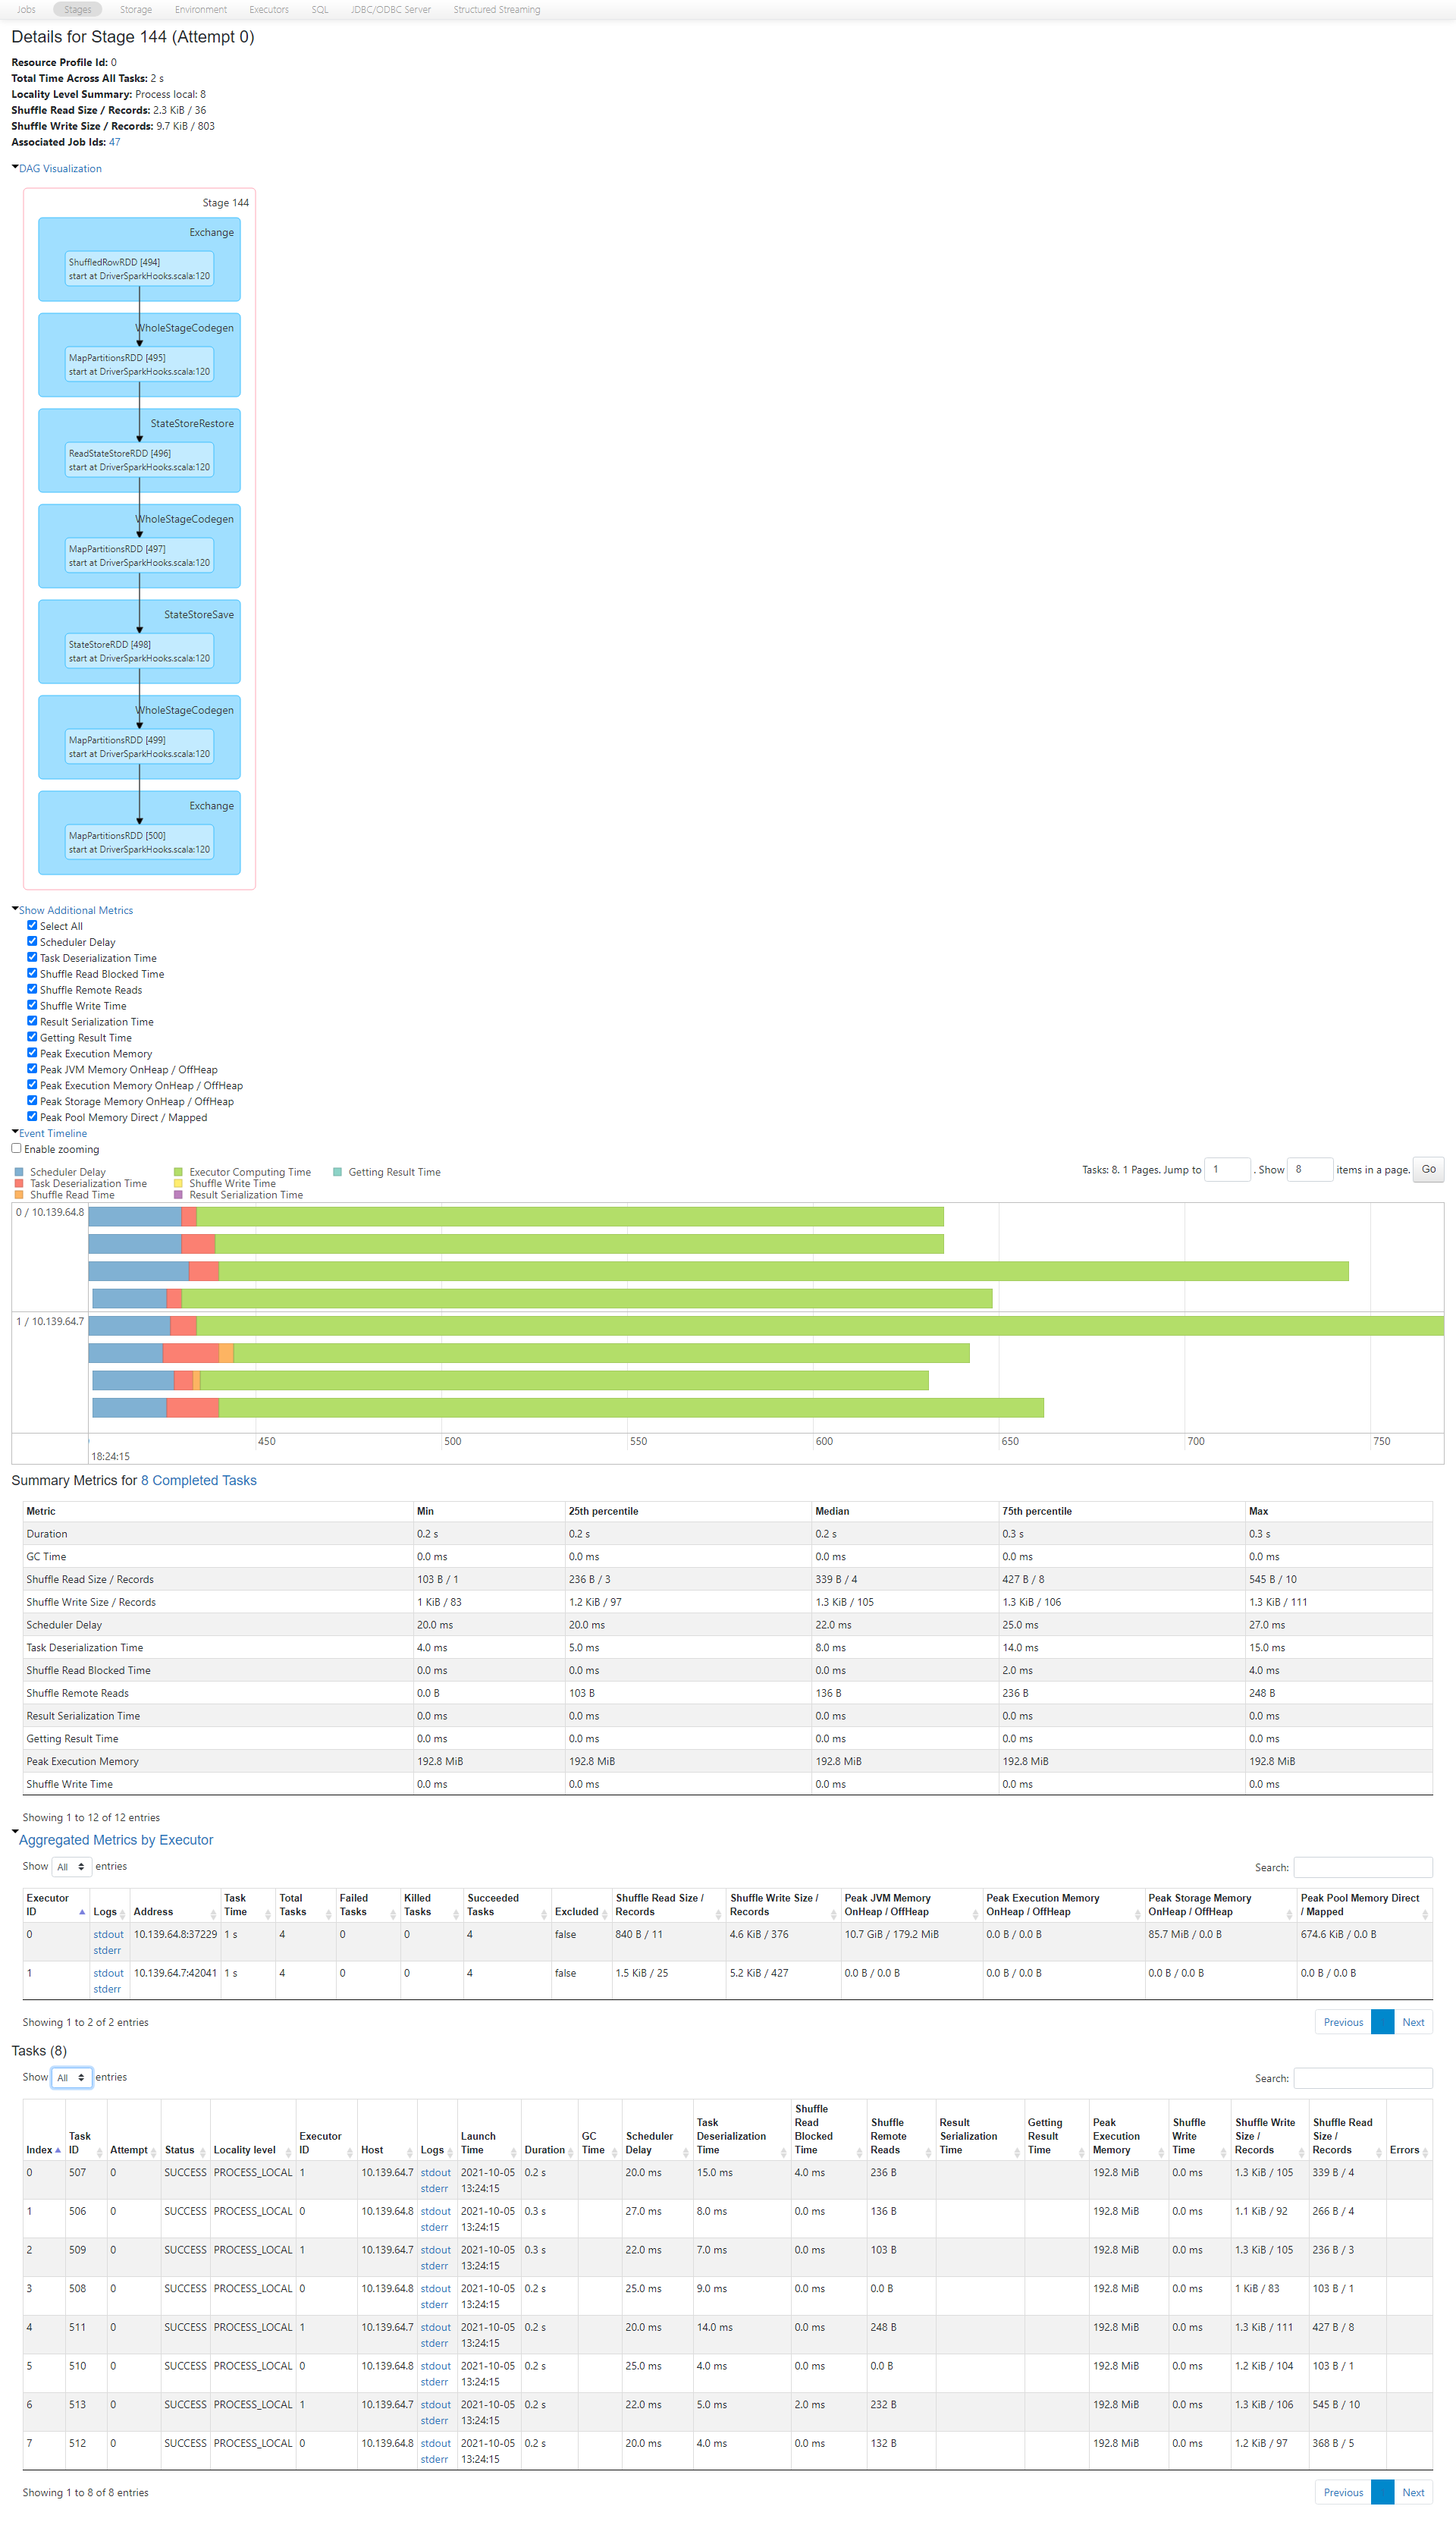 Jobs Stages Storage Environment Executors SQL JDBC/ODBC Server Structured Streaming
Details for Stage 144 (Attempt 0)
Resource Profile Id: 0
Total Time Across All Tasks: 2 s
Locality Level Summary: Process local: 8
Shuffle Read Size / Records: 2.3 KiB / 36
Shuffle Write Size / Records: 9.7 KiB / 803
Associated Job Ids: 47
DAG Visualization
Stage 144
Exchange
ShuffledRowRDD [494]
start at DriverSparkHooks.scala:120
WholeStageCodegen
MapPartitionsRDD [495]
start at DriverSparkHooks.scala:120
StateStoreRestore
ReadStateStoreRDD [496]
start at DriverSparkHooks.scala:120
WholeStageCodegen
MapPartitionsRDD [497]
start at DriverSparkHooks.scala:120
StateStoreSave
StateStoreRDD [498]
start at DriverSparkHooks.scala:120
WholeStageCodegen
MapPartitionsRDD [499]
start at DriverSparkHooks.scala:120
Exchange
MapPartitionsRDD [500]
start at DriverSparkHooks.scala:120
Show Additional Metrics
Select All
Scheduler Delay
Task Deserialization Time
Shuffle Read Blocked Time
Shuffle Remote Reads
Shuffle Write Time
Result Serialization Time
Getting Result Time
Peak Execution Memory
Peak JVM Memory OnHeap / OffHeap
Peak Execution Memory OnHeap / OffHeap
Peak Storage Memory OnHeap / OffHeap
Peak Pool Memory Direct / Mapped
Event Timeline
Enable zooming
Tasks: 8. 1 Pages. Jump to 1 . Show 8 items in a page. Go
Scheduler Delay Executor Computing Time Getting Result Time
Task Deserialization Time Shuffle Write Time
Shuffle Read Time Result Serialization Time
0 / 10.139.64.8
1 / 10.139.64.7
450 500 550 600 650 700 750
18:24:15
Summary Metrics for 8 Completed Tasks
Metric Min 25th percentile Median 75th percentile Max
Duration 0.2 s 0.2 s 0.2 s 0.3 s 0.3 s
GC Time 0.0 ms 0.0 ms 0.0 ms 0.0 ms 0.0 ms
Shuffle Read Size / Records 103 B / 1 236 B / 3 339 B / 4 427 B / 8 545 B / 10
Shuffle Write Size / Records 1 KiB / 83 1.2 KiB / 97 1.3 KiB / 105 1.3 KiB / 106 1.3 KiB / 111
Scheduler Delay 20.0 ms 20.0 ms 22.0 ms 25.0 ms 27.0 ms
Task Deserialization Time 4.0 ms 5.0 ms 8.0 ms 14.0 ms 15.0 ms
Shuffle Read Blocked Time 0.0 ms 0.0 ms 0.0 ms 2.0 ms 4.0 ms
Shuffle Remote Reads 0.0 B 103 B 136 B 236 B 248 B
Result Serialization Time 0.0 ms 0.0 ms 0.0 ms 0.0 ms 0.0 ms
Getting Result Time 0.0 ms 0.0 ms 0.0 ms 0.0 ms 0.0 ms
Peak Execution Memory 192.8 MiB 192.8 MiB 192.8 MiB 192.8 MiB 192.8 MiB
Shuffle Write Time 0.0 ms 0.0 ms 0.0 ms 0.0 ms 0.0 ms
Showing 1 to 12 of 12 entries
Aggregated Metrics by Executor
Show All entries Search:
Executor ID Logs Address Task Time Total Tasks Failed Tasks Killed Tasks Succeeded Tasks Excluded Shuffle Read Size / Records Shuffle Write Size / Records Peak JVM Memory OnHeap / OffHeap Peak Execution Memory OnHeap / OffHeap Peak Storage Memory OnHeap / OffHeap Peak Pool Memory Direct / Mapped
0 stdout 10.139.64.8:37229 1 s 4 0 0 4 false 840 B / 11 4.6 KiB / 376 10.7 GiB / 179.2 MiB 0.0 B / 0.0 B 85.7 MiB / 0.0 B 674.6 KiB / 0.0 B
stderr
1 stdout 10.139.64.7:42041 1 s 4 0 0 4 false 1.5 KiB / 25 5.2 KiB / 427 0.0 B / 0.0 B 0.0 B / 0.0 B 0.0 B / 0.0 B 0.0 B / 0.0 B
stderr
Showing 1 to 2 of 2 entries Previous Next
Tasks (8)
Show All entries Search:
Index Task ID Attempt Status Locality level Executor ID Host Logs Launch Time Duration GC Time Scheduler Delay Task Deserialization Time Shuffle Read Blocked Time Shuffle Remote Reads Result Serialization Time Getting Result Time Peak Execution Memory Shuffle Write Time Shuffle Write Size / Records Shuffle Read Size / Records Errors
0 507 0 SUCCESS PROCESS_LOCAL 1 10.139.64.7 stdout 2021-10-05 0.2 s 20.0 ms 15.0 ms 4.0 ms 236 B 192.8 MiB 0.0 ms 1.3 KiB / 105 339 B / 4
stderr 13:24:15
1 506 0 SUCCESS PROCESS_LOCAL 0 10.139.64.8 stdout 2021-10-05 0.3 s 27.0 ms 8.0 ms 0.0 ms 136 B 192.8 MiB 0.0 ms 1.1 KiB / 92 266 B / 4
stderr 13:24:15
2 509 0 SUCCESS PROCESS_LOCAL 1 10.139.64.7 stdout 2021-10-05 0.3 s 22.0 ms 7.0 ms 0.0 ms 103 B 192.8 MiB 0.0 ms 1.3 KiB / 105 236 B / 3
stderr 13:24:15
3 508 0 SUCCESS PROCESS_LOCAL 0 10.139.64.8 stdout 2021-10-05 0.2 s 25.0 ms 9.0 ms 0.0 ms 0.0 B 192.8 MiB 0.0 ms 1 KiB / 83 103 B / 1
stderr 13:24:15
4 511 0 SUCCESS PROCESS_LOCAL 1 10.139.64.7 stdout 2021-10-05 0.2 s 20.0 ms 14.0 ms 0.0 ms 248 B 192.8 MiB 0.0 ms 1.3 KiB / 111 427 B / 8
stderr 13:24:15
5 510 0 SUCCESS PROCESS_LOCAL 0 10.139.64.8 stdout 2021-10-05 0.2 s 25.0 ms 4.0 ms 0.0 ms 0.0 B 192.8 MiB 0.0 ms 1.2 KiB / 104 103 B / 1
stderr 13:24:15
6 513 0 SUCCESS PROCESS_LOCAL 1 10.139.64.7 stdout 2021-10-05 0.2 s 22.0 ms 5.0 ms 2.0 ms 232 B 192.8 MiB 0.0 ms 1.3 KiB / 106 545 B / 10
stderr 13:24:15
7 512 0 SUCCESS PROCESS_LOCAL 0 10.139.64.8 stdout 2021-10-05 0.2 s 20.0 ms 4.0 ms 0.0 ms 132 B 192.8 MiB 0.0 ms 1.2 KiB / 97 368 B / 5
stderr 13:24:15
Showing 1 to 8 of 8 entries Previous Next